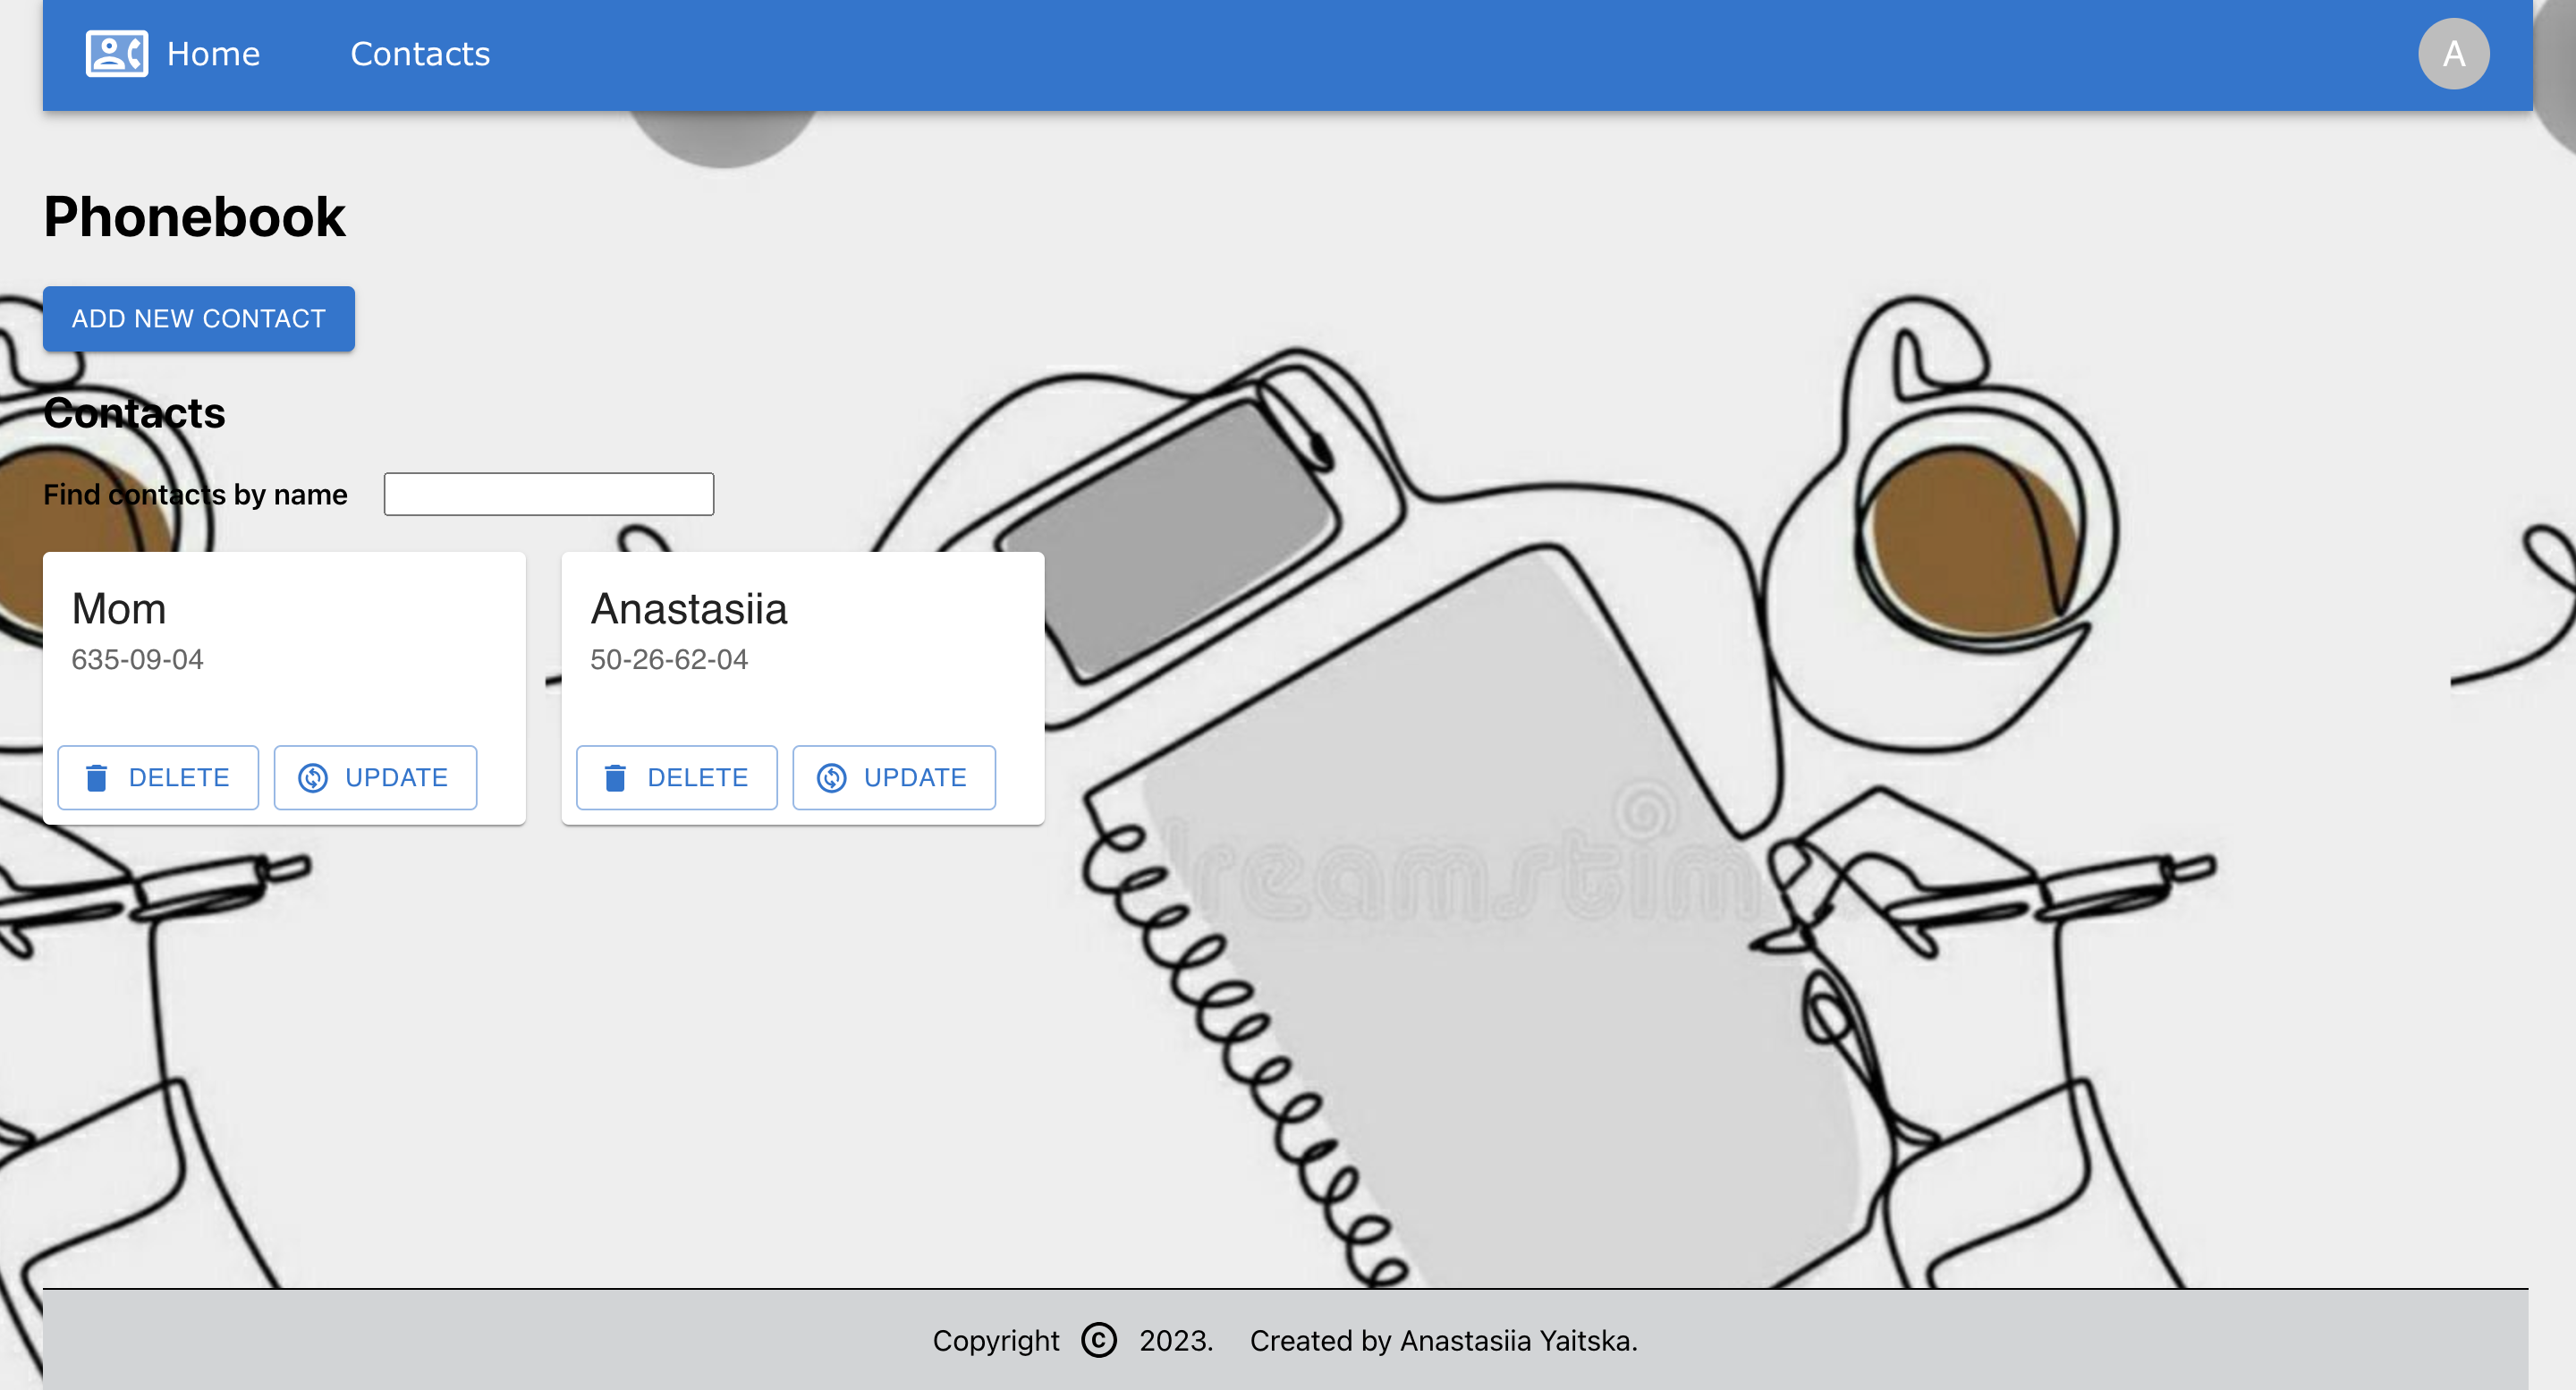 Home Contacts A
Phonebook
ADD NEW CONTACT
Contacts
Find contacts by name
Mom
635-09-04
DELETE UPDATE
Anastasiia
50-26-62-04
DELETE UPDATE
dreamstim
Copyright © 2023. Created by Anastasiia Yaitska.